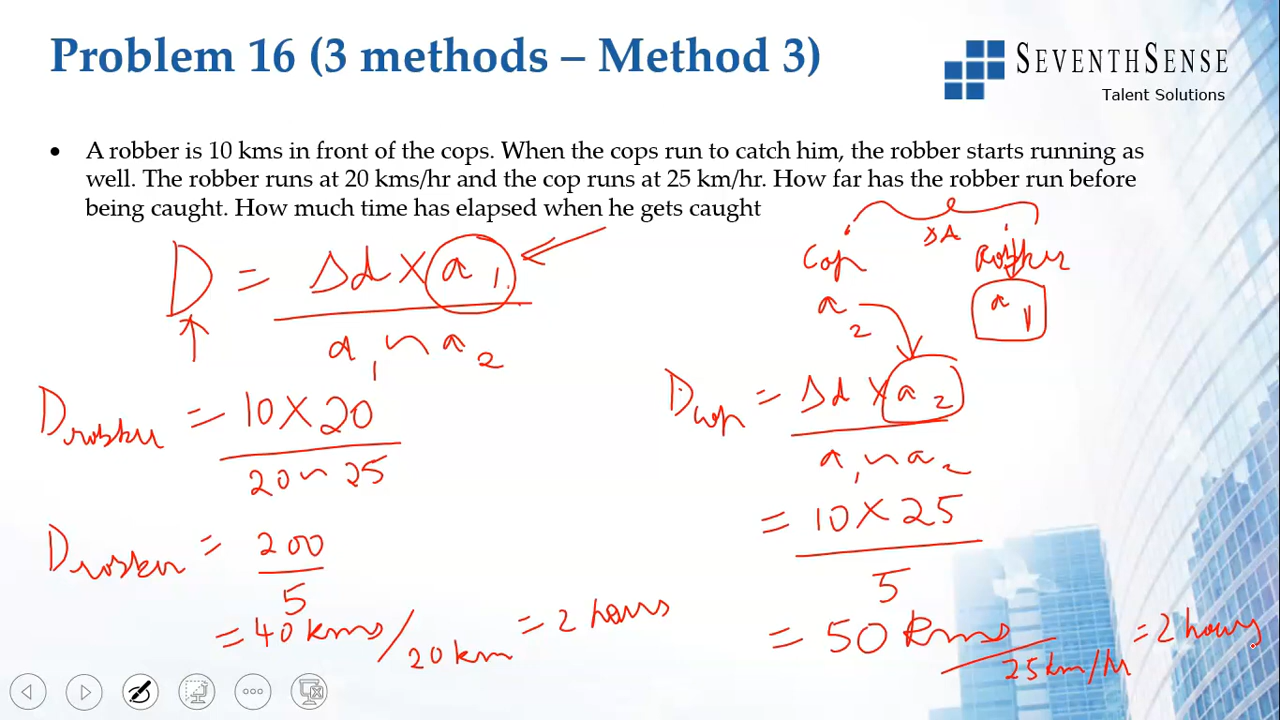 Problem 16 (3 methods – Method 3)
SEVENTHSENSE
Talent Solutions
• A robber is 10 kms in front of the cops. When the cops run to catch him, the robber starts running as
well. The robber runs at 20 kms/hr and the cop runs at 25 km/hr. How far has the robber run before
being caught. How much time has elapsed when he gets caught
D = Δd × a₁
a₁ ~ a₂
D robber = 10 × 20
20 ~ 25
D robber = 200
5
= 40 kms / 20 km = 2 hours
Cop Robber
a₂ a₁
D cop = Δd × a₂
a₁ ~ a₂
= 10 × 25
5
= 50 kms = 2 hours
25 km/hr